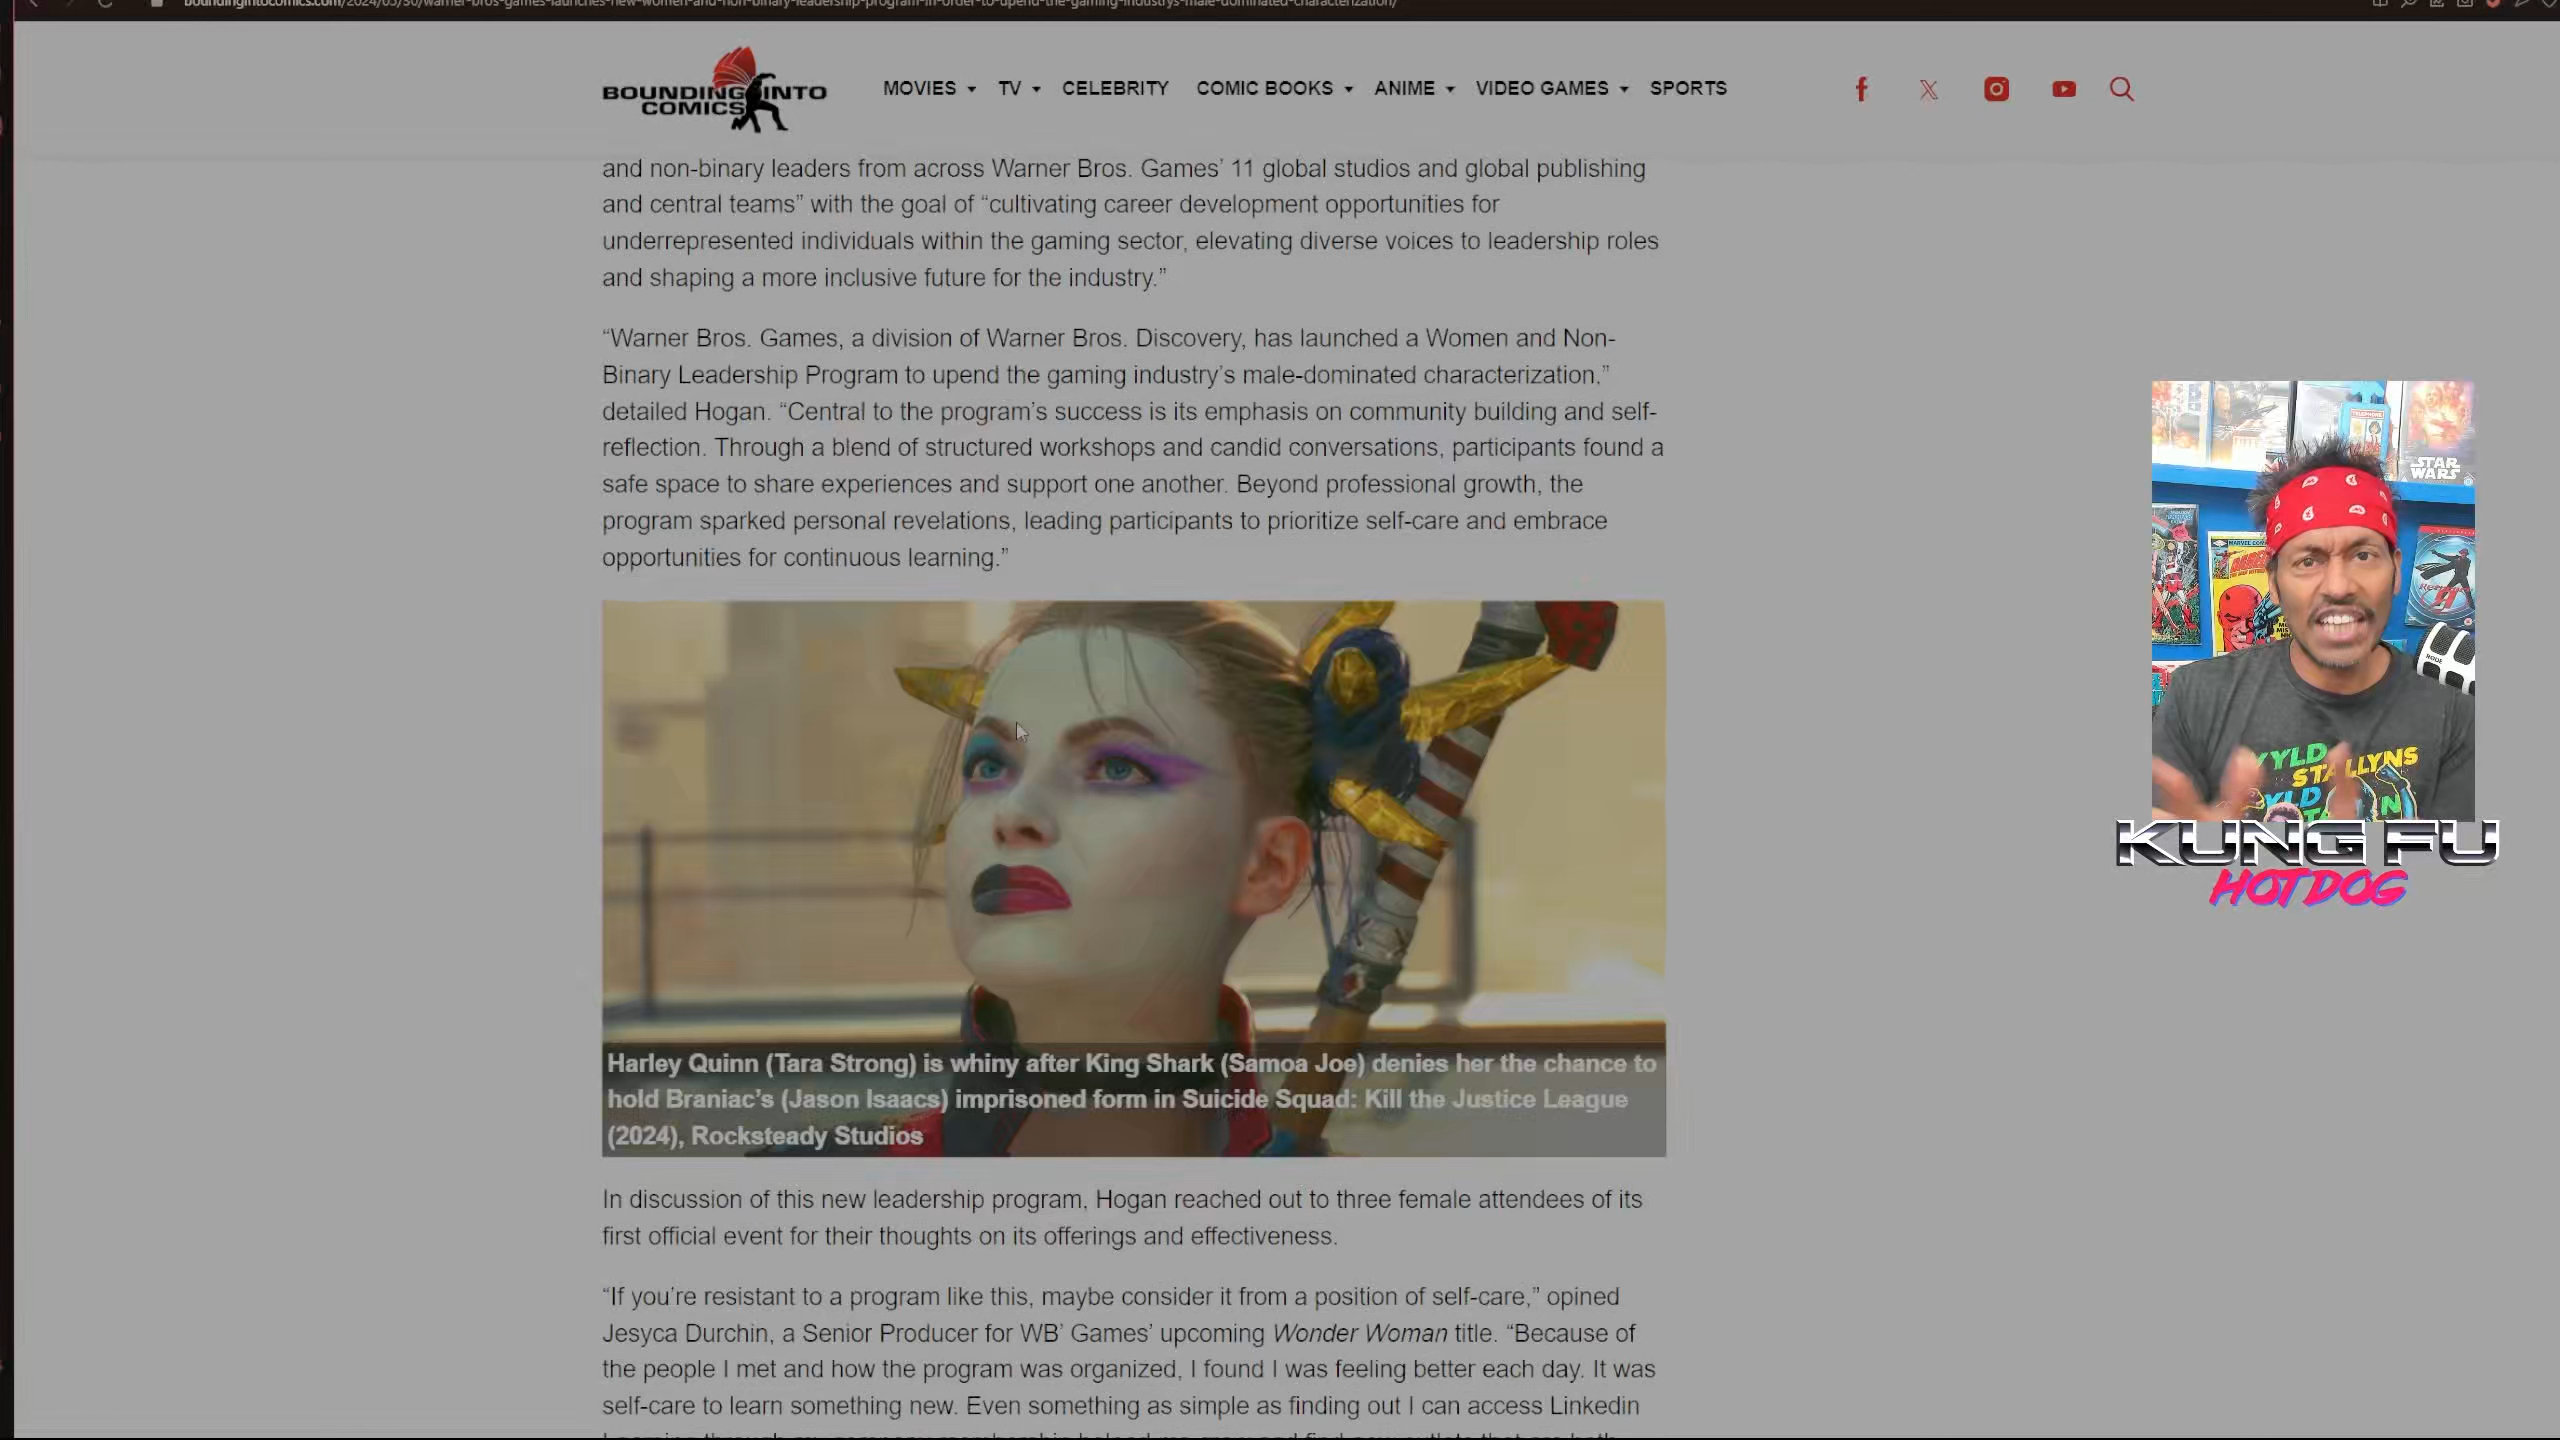 boundingintocomics.com/2024/05/30/warner-bros-games-launches-new-women-and-non-binary-leadership-program-in-order-to-upend-the-gaming-industrys-male-dominated-characterization/
BOUNDING INTO
COMICS
MOVIES TV CELEBRITY COMIC BOOKS ANIME VIDEO GAMES SPORTS
and non-binary leaders from across Warner Bros. Games’ 11 global studios and global publishing
and central teams” with the goal of “cultivating career development opportunities for
underrepresented individuals within the gaming sector, elevating diverse voices to leadership roles
and shaping a more inclusive future for the industry.”
“Warner Bros. Games, a division of Warner Bros. Discovery, has launched a Women and Non-
Binary Leadership Program to upend the gaming industry’s male-dominated characterization,”
detailed Hogan. “Central to the program’s success is its emphasis on community building and self-
reflection. Through a blend of structured workshops and candid conversations, participants found a
safe space to share experiences and support one another. Beyond professional growth, the
program sparked personal revelations, leading participants to prioritize self-care and embrace
opportunities for continuous learning.”
STAR
WARS
RODE
WYLD
STALLYNS
KUNG FU
HOTDOG
Harley Quinn (Tara Strong) is whiny after King Shark (Samoa Joe) denies her the chance to
hold Braniac’s (Jason Isaacs) imprisoned form in Suicide Squad: Kill the Justice League
(2024), Rocksteady Studios
In discussion of this new leadership program, Hogan reached out to three female attendees of its
first official event for their thoughts on its offerings and effectiveness.
“If you’re resistant to a program like this, maybe consider it from a position of self-care,” opined
Jesyca Durchin, a Senior Producer for WB’ Games’ upcoming Wonder Woman title. “Because of
the people I met and how the program was organized, I found I was feeling better each day. It was
self-care to learn something new. Even something as simple as finding out I can access Linkedin